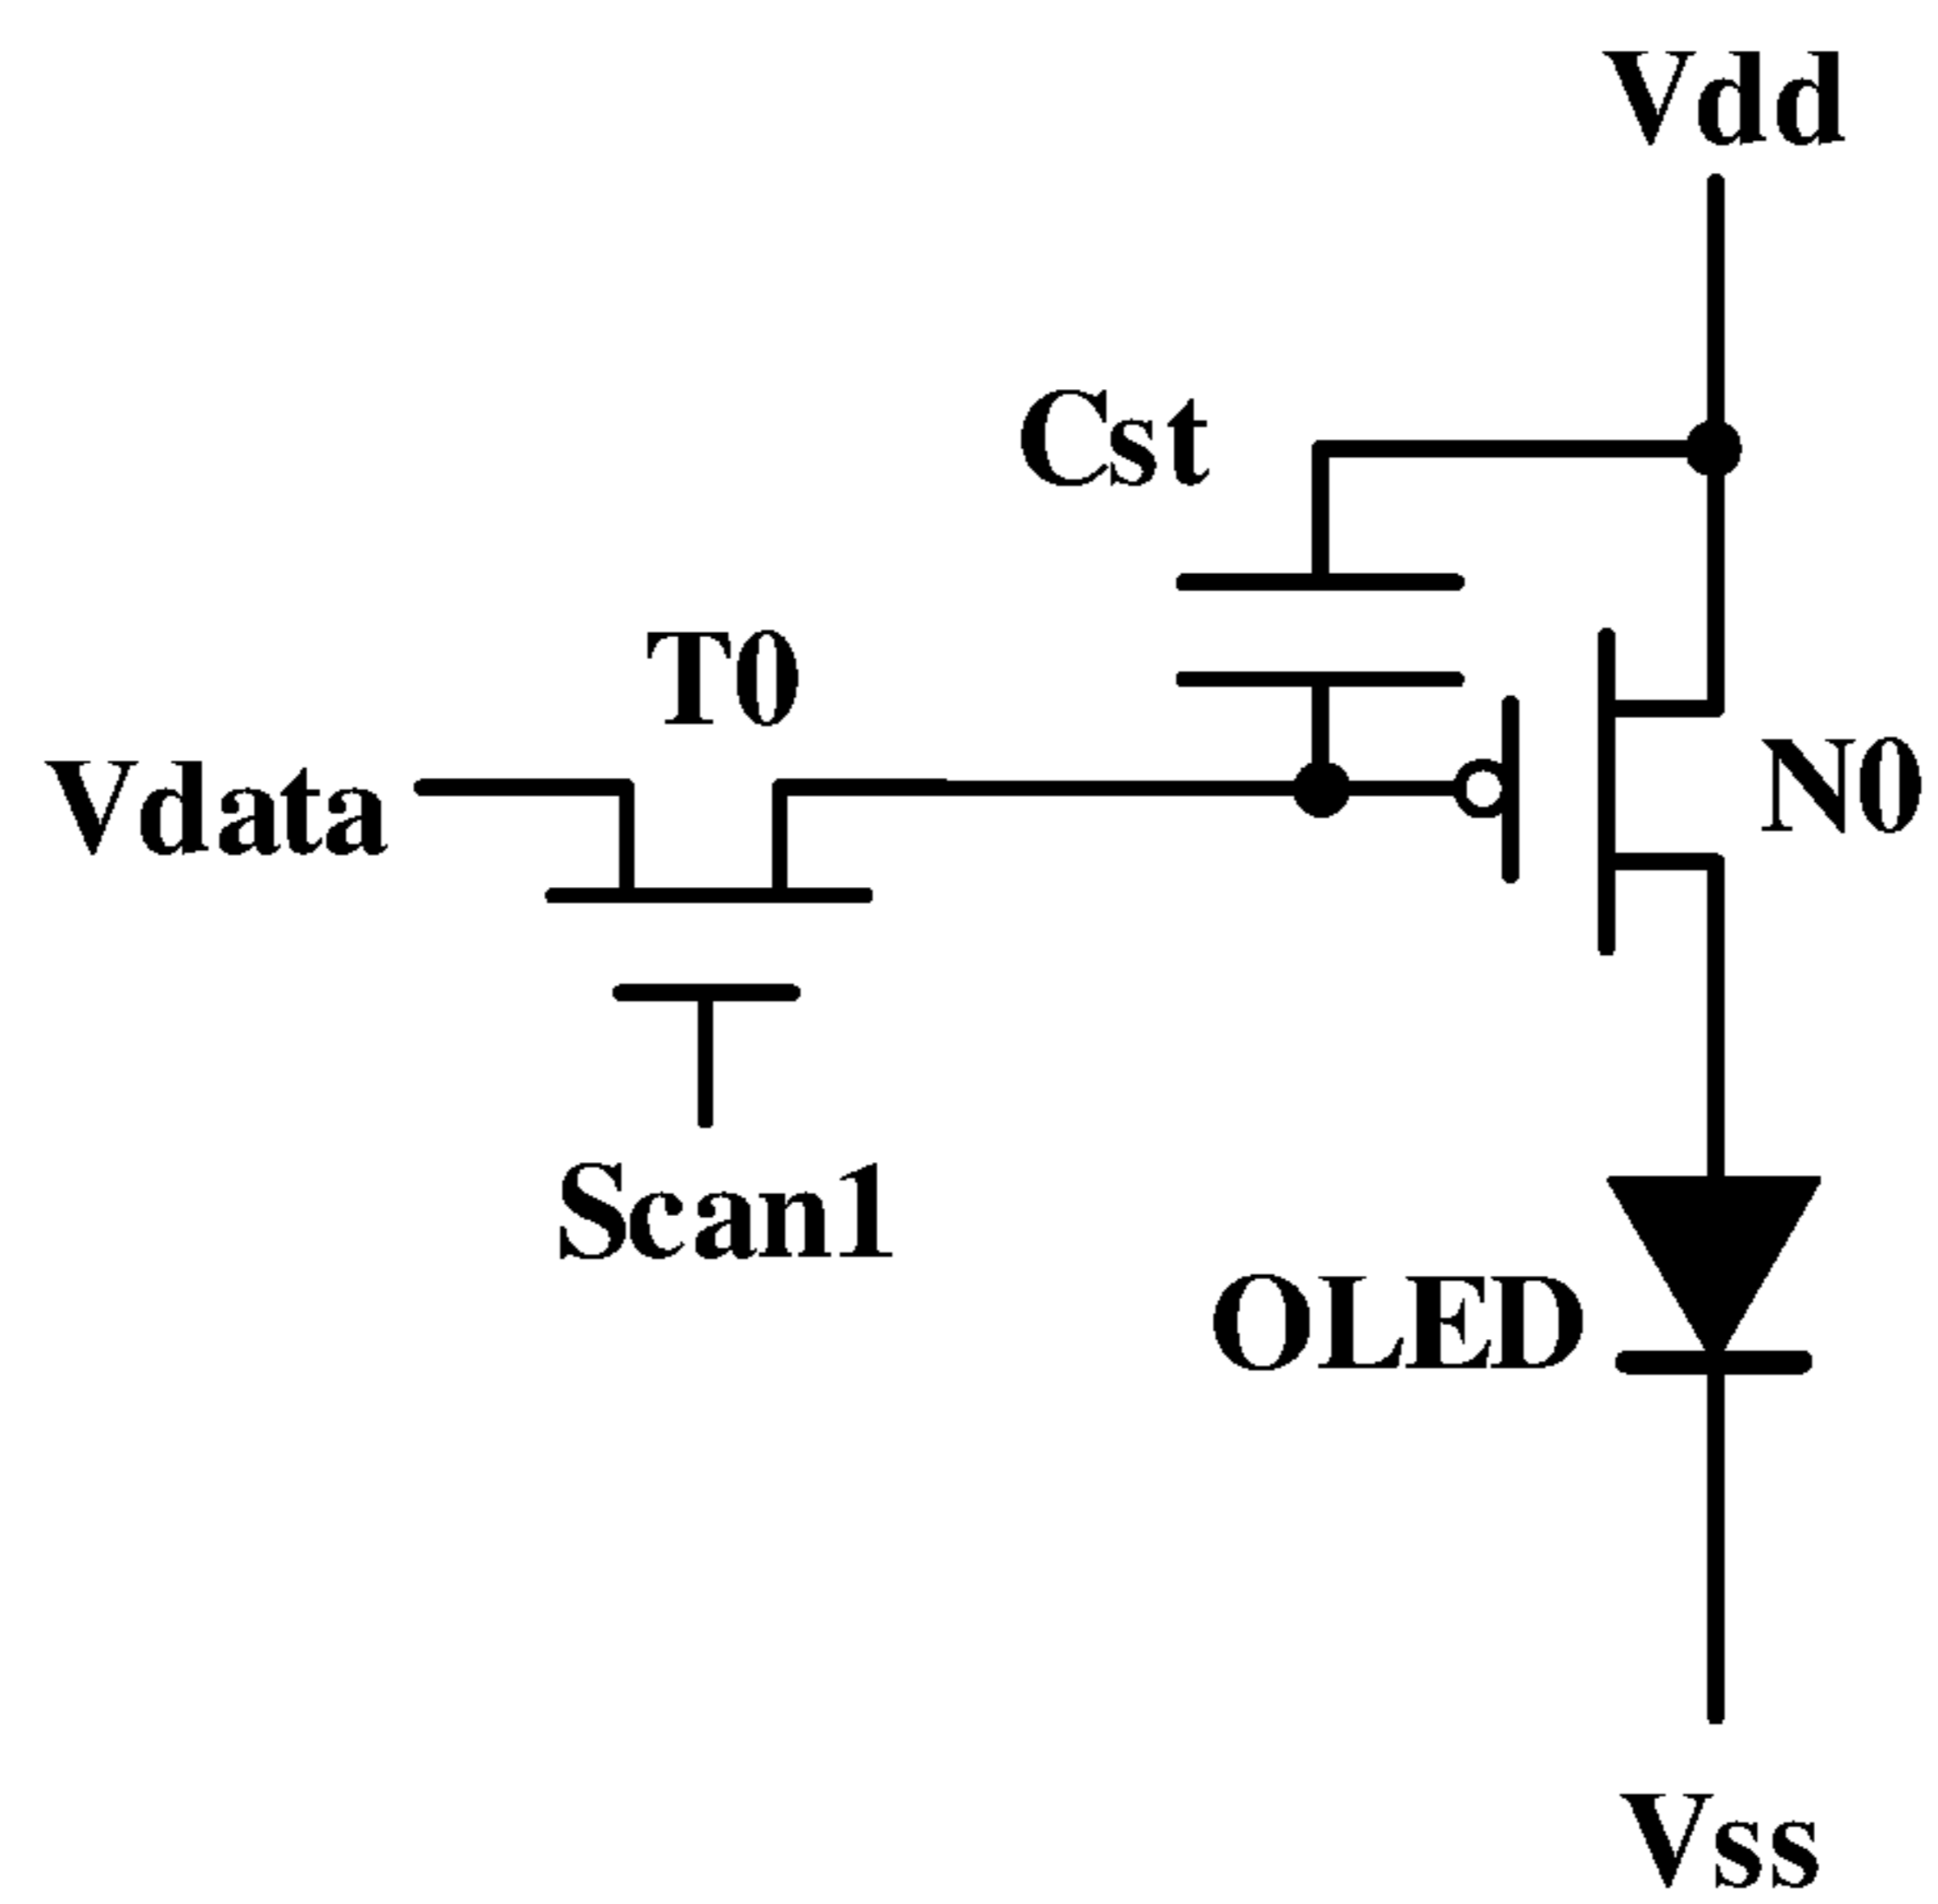 Vdd
Cst
T0
Vdata
N0
Scan1
OLED
Vss